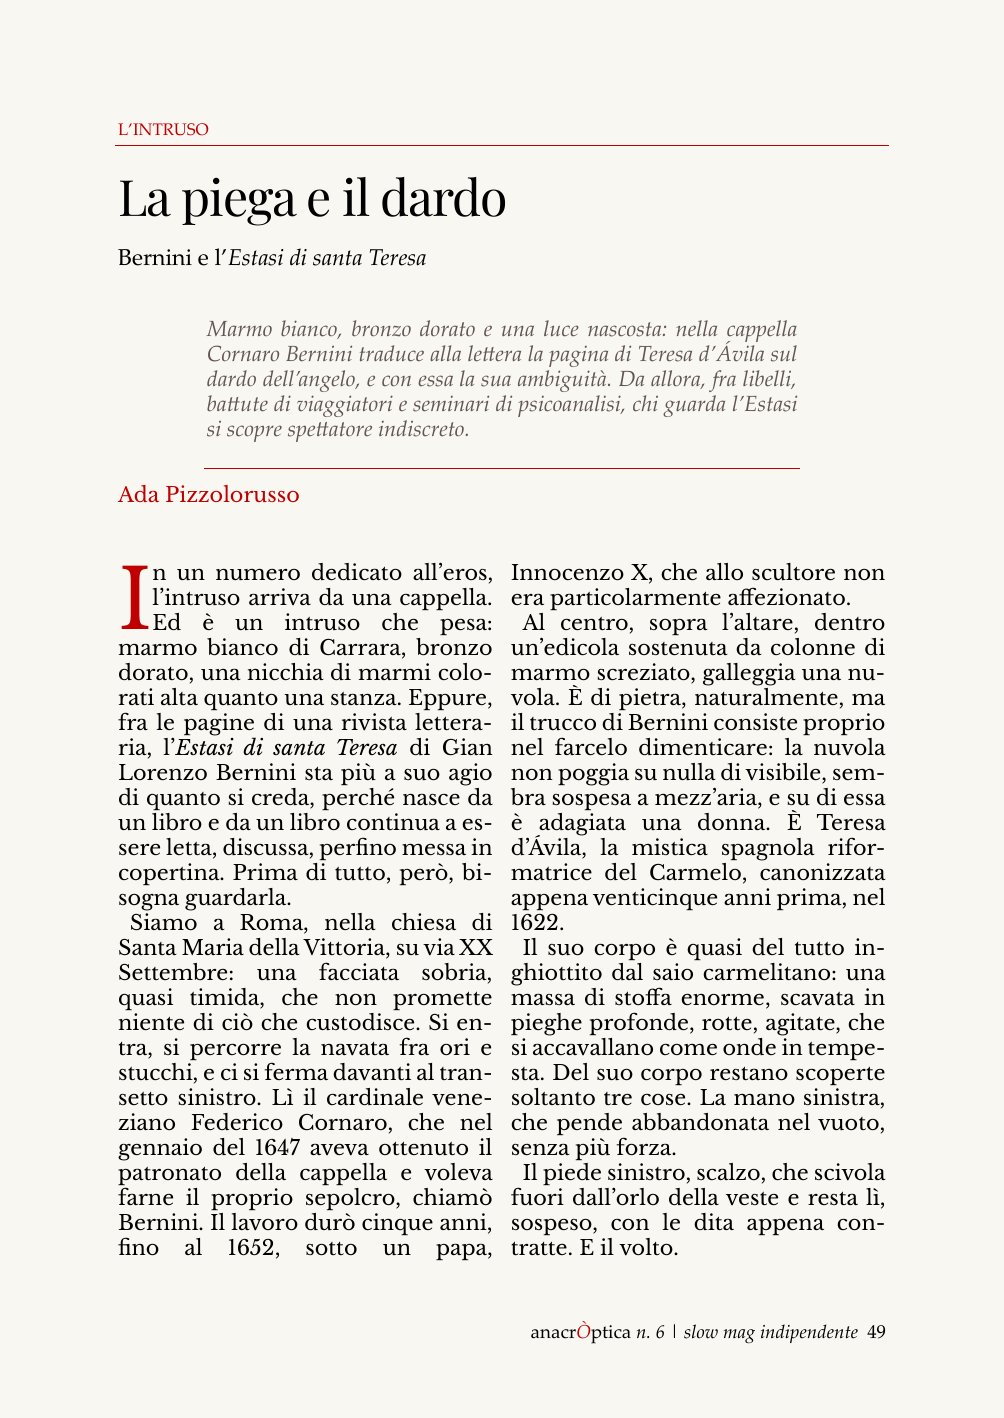 L’INTRUSO
La piega e il dardo
Bernini e l’Estasi di santa Teresa
Marmo bianco, bronzo dorato e una luce nascosta: nella cappella
Cornaro Bernini traduce alla lettera la pagina di Teresa d’Ávila sul
dardo dell’angelo, e con essa la sua ambiguità. Da allora, fra libelli,
battute di viaggiatori e seminari di psicoanalisi, chi guarda l’Estasi
si scopre spettatore indiscreto.
Ada Pizzolorusso
In un numero dedicato all’eros,
l’intruso arriva da una cappella.
Ed è un intruso che pesa:
marmo bianco di Carrara, bronzo
dorato, una nicchia di marmi colo-
rati alta quanto una stanza. Eppure,
fra le pagine di una rivista lettera-
ria, l’Estasi di santa Teresa di Gian
Lorenzo Bernini sta più a suo agio
di quanto si creda, perché nasce da
un libro e da un libro continua a es-
sere letta, discussa, perfino messa in
copertina. Prima di tutto, però, bi-
sogna guardarla.
Siamo a Roma, nella chiesa di
Santa Maria della Vittoria, su via XX
Settembre: una facciata sobria,
quasi timida, che non promette
niente di ciò che custodisce. Si en-
tra, si percorre la navata fra ori e
stucchi, e ci si ferma davanti al tran-
setto sinistro. Lì il cardinale vene-
ziano Federico Cornaro, che nel
gennaio del 1647 aveva ottenuto il
patronato della cappella e voleva
farne il proprio sepolcro, chiamò
Bernini. Il lavoro durò cinque anni,
fino al 1652, sotto un papa,
Innocenzo X, che allo scultore non
era particolarmente affezionato.
Al centro, sopra l’altare, dentro
un’edicola sostenuta da colonne di
marmo screziato, galleggia una nu-
vola. È di pietra, naturalmente, ma
il trucco di Bernini consiste proprio
nel farcelo dimenticare: la nuvola
non poggia su nulla di visibile, sem-
bra sospesa a mezz’aria, e su di essa
è adagiata una donna. È Teresa
d’Ávila, la mistica spagnola rifor-
matrice del Carmelo, canonizzata
appena venticinque anni prima, nel
1622.
Il suo corpo è quasi del tutto in-
ghiottito dal saio carmelitano: una
massa di stoffa enorme, scavata in
pieghe profonde, rotte, agitate, che
si accavallano come onde in tempe-
sta. Del suo corpo restano scoperte
soltanto tre cose. La mano sinistra,
che pende abbandonata nel vuoto,
senza più forza.
Il piede sinistro, scalzo, che scivola
fuori dall’orlo della veste e resta lì,
sospeso, con le dita appena con-
tratte. E il volto.
anacrÒptica n. 6 | slow mag indipendente 49